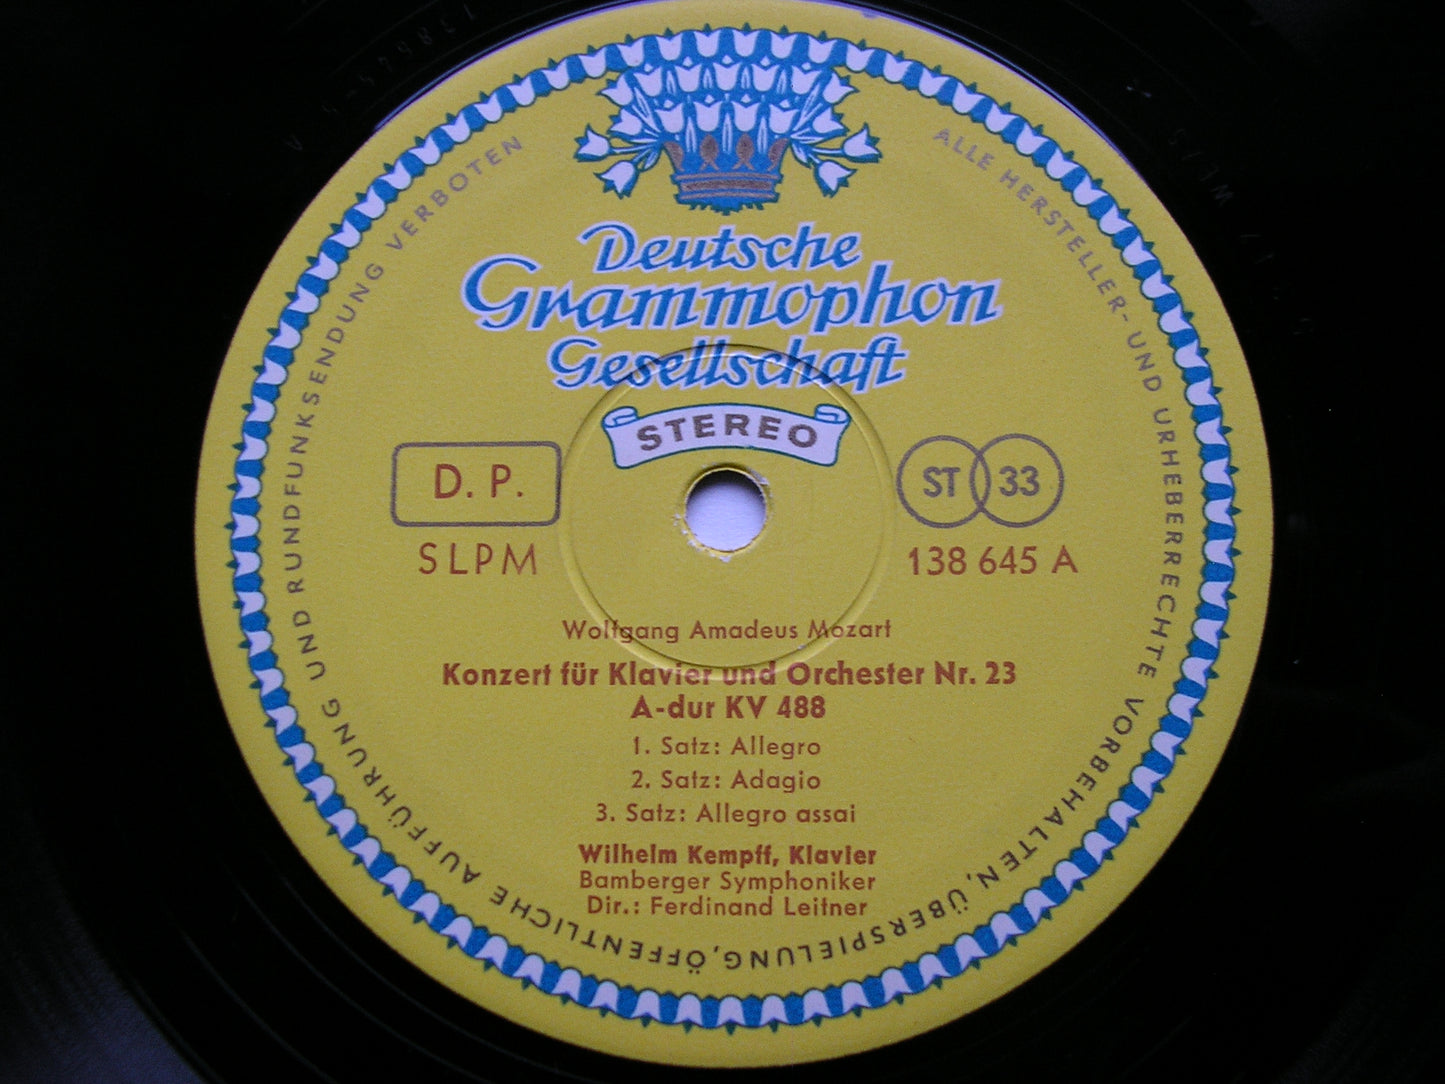 Deutsche
Grammophon
Gesellschaft
STEREO
D. P.
ST 33
SLPM
138 645 A
Wolfgang Amadeus Mozart
Konzert für Klavier und Orchester Nr. 23
A-dur KV 488
1. Satz: Allegro
2. Satz: Adagio
3. Satz: Allegro assai
Wilhelm Kempff, Klavier
Bamberger Symphoniker
Dir.: Ferdinand Leitner
ALLE HERSTELLER- UND URHEBERRECHTE VORBEHALTEN, ÜBERSPIELUNG, ÖFFENTLICHE AUFFÜHRUNG UND RUNDFUNKSENDUNG VERBOTEN